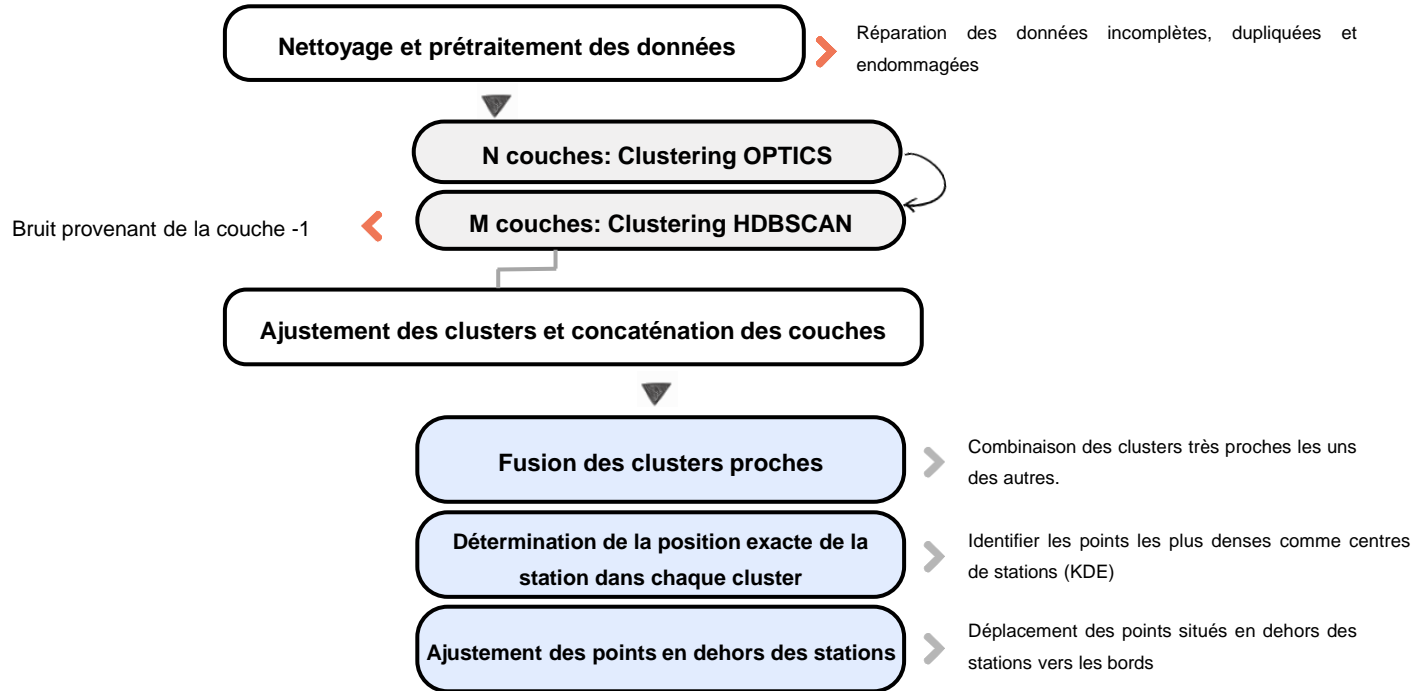 Nettoyage et prétraitement des données
Réparation des données incomplètes, dupliquées et
endommagées
N couches: Clustering OPTICS
M couches: Clustering HDBSCAN
Bruit provenant de la couche -1
Ajustement des clusters et concaténation des couches
Fusion des clusters proches
Combinaison des clusters très proches les uns
des autres.
Détermination de la position exacte de la
station dans chaque cluster
Identifier les points les plus denses comme centres
de stations (KDE)
Ajustement des points en dehors des stations
Déplacement des points situés en dehors des
stations vers les bords